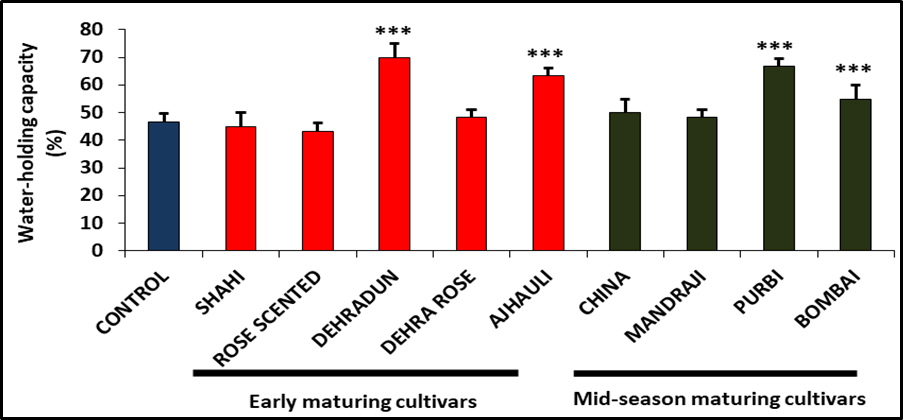 Water-holding capacity
(%)
80
70
60
50
40
30
20
10
0
***
***
***
***
CONTROL
SHAHI
ROSE SCENTED
DEHRADUN
DEHRA ROSE
AJHAULI
CHINA
MANDRAJI
PURBI
BOMBAI
Early maturing cultivars
Mid-season maturing cultivars